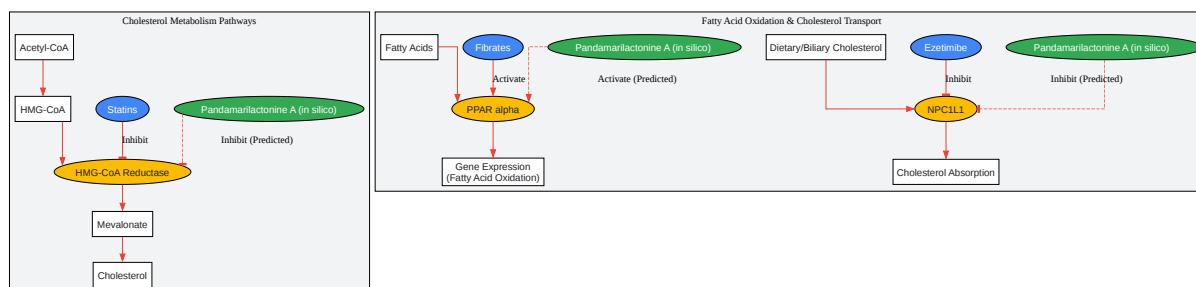 Cholesterol Metabolism Pathways
Acetyl-CoA
HMG-CoA
Statins
Pandamarilactonine A (in silico)
Inhibit
Inhibit (Predicted)
HMG-CoA Reductase
Mevalonate
Cholesterol
Fatty Acid Oxidation & Cholesterol Transport
Fatty Acids
Fibrates
Pandamarilactonine A (in silico)
Activate
Activate (Predicted)
PPAR alpha
Gene Expression
(Fatty Acid Oxidation)
Dietary/Biliary Cholesterol
Ezetimibe
Pandamarilactonine A (in silico)
Inhibit
Inhibit (Predicted)
NPC1L1
Cholesterol Absorption